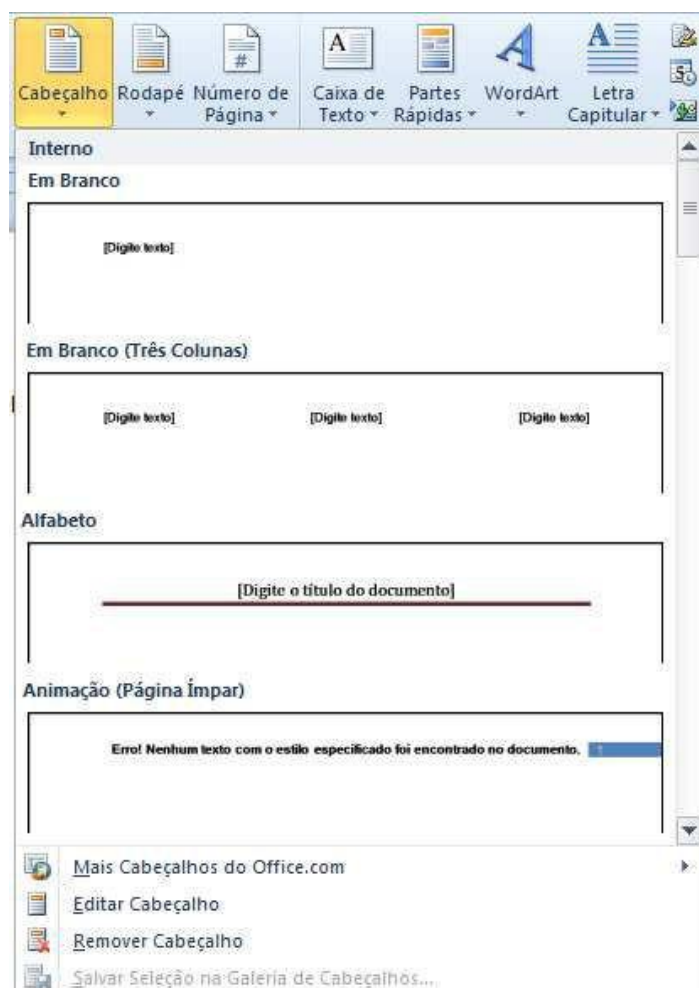 Cabeçalho Rodapé Número de Página Caixa de Texto Partes Rápidas WordArt Letra Capitular
Interno
Em Branco
[Digite texto]
Em Branco (Três Colunas)
[Digite texto] [Digite texto] [Digite texto]
Alfabeto
[Digite o título do documento]
Animação (Página Ímpar)
Erro! Nenhum texto com o estilo especificado foi encontrado no documento. 1
Mais Cabeçalhos do Office.com
Editar Cabeçalho
Remover Cabeçalho
Salvar Seleção na Galeria de Cabeçalhos...